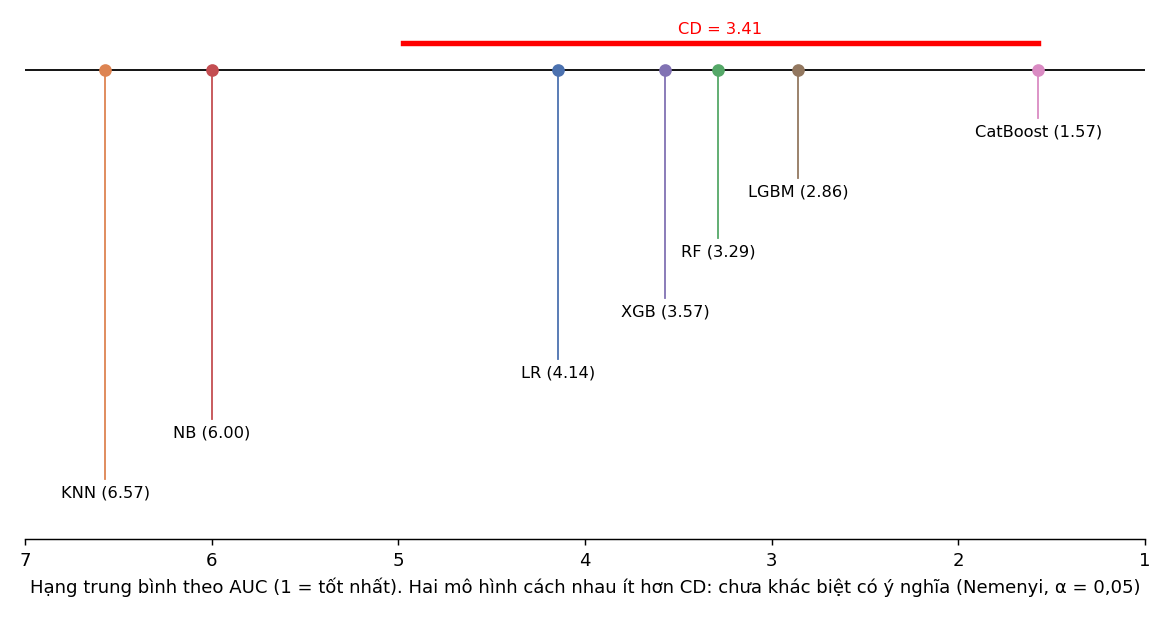 CD = 3.41
CatBoost (1.57)
LGBM (2.86)
RF (3.29)
XGB (3.57)
LR (4.14)
NB (6.00)
KNN (6.57)
7 6 5 4 3 2 1
Hạng trung bình theo AUC (1 = tốt nhất). Hai mô hình cách nhau ít hơn CD: chưa khác biệt có ý nghĩa (Nemenyi, α = 0,05)